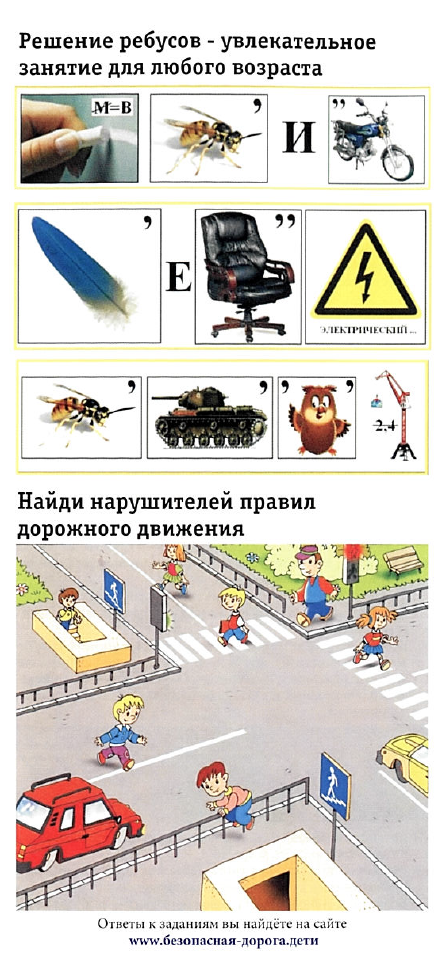 Решение ребусов - увлекательное
занятие для любого возраста
М=В , И ,,
, Е ,,
ЭЛЕКТРИЧЕСКИЙ ...
, , , , 2,4
Найди нарушителей правил
дорожного движения
Ответы к заданиям вы найдёте на сайте
www.безопасная-дорога.дети